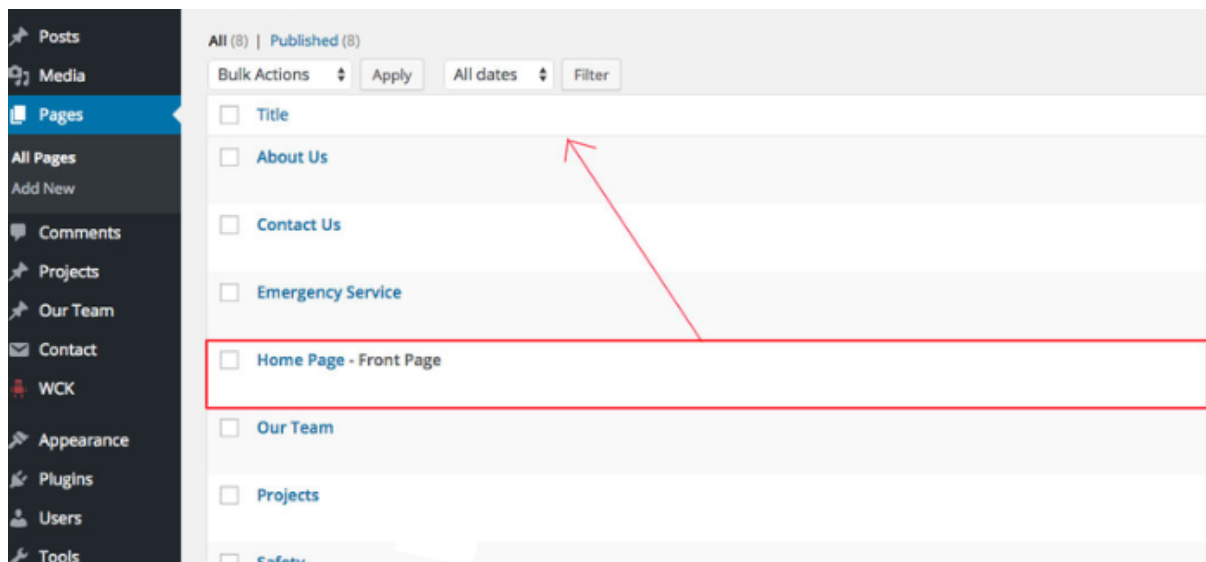 Posts
Media
Pages
All Pages
Add New
Comments
Projects
Our Team
Contact
WCK
Appearance
Plugins
Users
Tools
All (8) | Published (8)
Bulk Actions Apply All dates Filter
Title
About Us
Contact Us
Emergency Service
Home Page - Front Page
Our Team
Projects
Safety